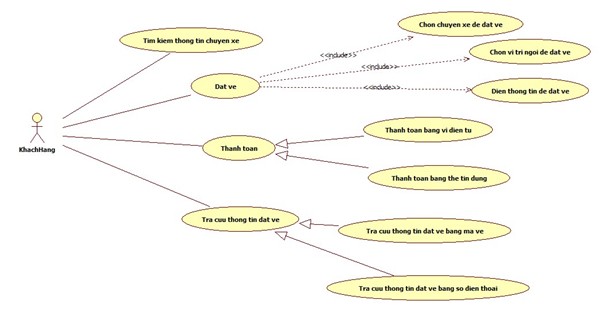 Tim kiem thong tin chuyen xe
Chon chuyen xe de dat ve
<<include>>
Chon vi tri ngoi de dat ve
<<include>>
Dat ve
<<include>>
Dien thong tin de dat ve
KhachHang
Thanh toan bang vi dien tu
Thanh toan
Thanh toan bang the tin dung
Tra cuu thong tin dat ve
Tra cuu thong tin dat ve bang ma ve
Tra cuu thong tin dat ve bang so dien thoai